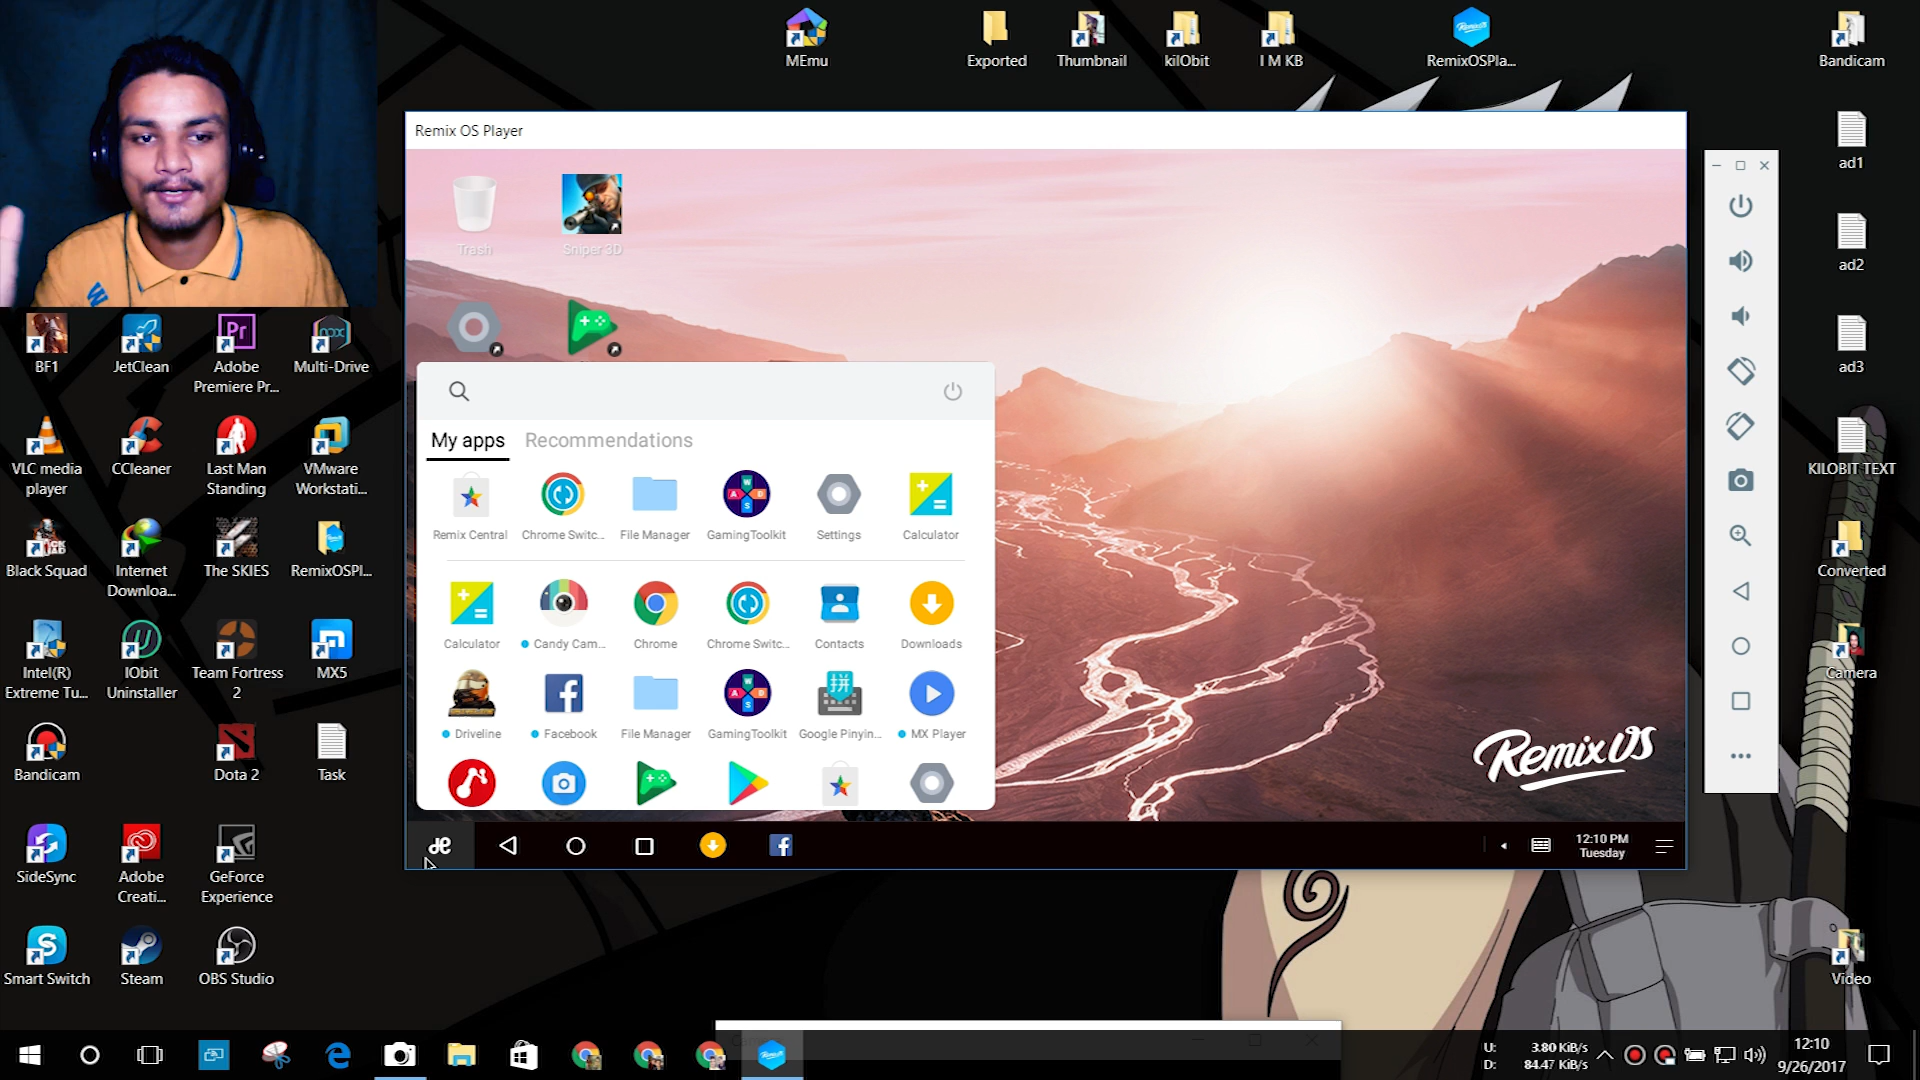 MEmu
Exported
Thumbnail
kilObit
I M KB
RemixOSPla...
Bandicam
Remix OS Player
ad1
ad2
ad3
KILOBIT TEXT
Converted
Camera
Video
Trash
Sniper 3D
My apps
Recommendations
Remix Central
Chrome Switc...
File Manager
GamingToolkit
Settings
Calculator
Calculator
Candy Cam...
Chrome
Chrome Switc...
Contacts
Downloads
Driveline
Facebook
File Manager
GamingToolkit
Google Pinyin...
MX Player
Remix OS
12:10 PM
Tuesday
BF1
JetClean
Adobe
Premiere Pr...
Multi-Drive
VLC media
player
CCleaner
Last Man
Standing
VMware
Workstati...
Black Squad
Internet
Downloa...
The SKIES
RemixOSPl...
Intel(R)
Extreme Tu...
IObit
Uninstaller
Team Fortress
2
MX5
Bandicam
Dota 2
Task
SideSync
Adobe
Creati...
GeForce
Experience
Smart Switch
Steam
OBS Studio
U: 3.80 KiB/s
D: 84.47 KiB/s
12:10
9/26/2017